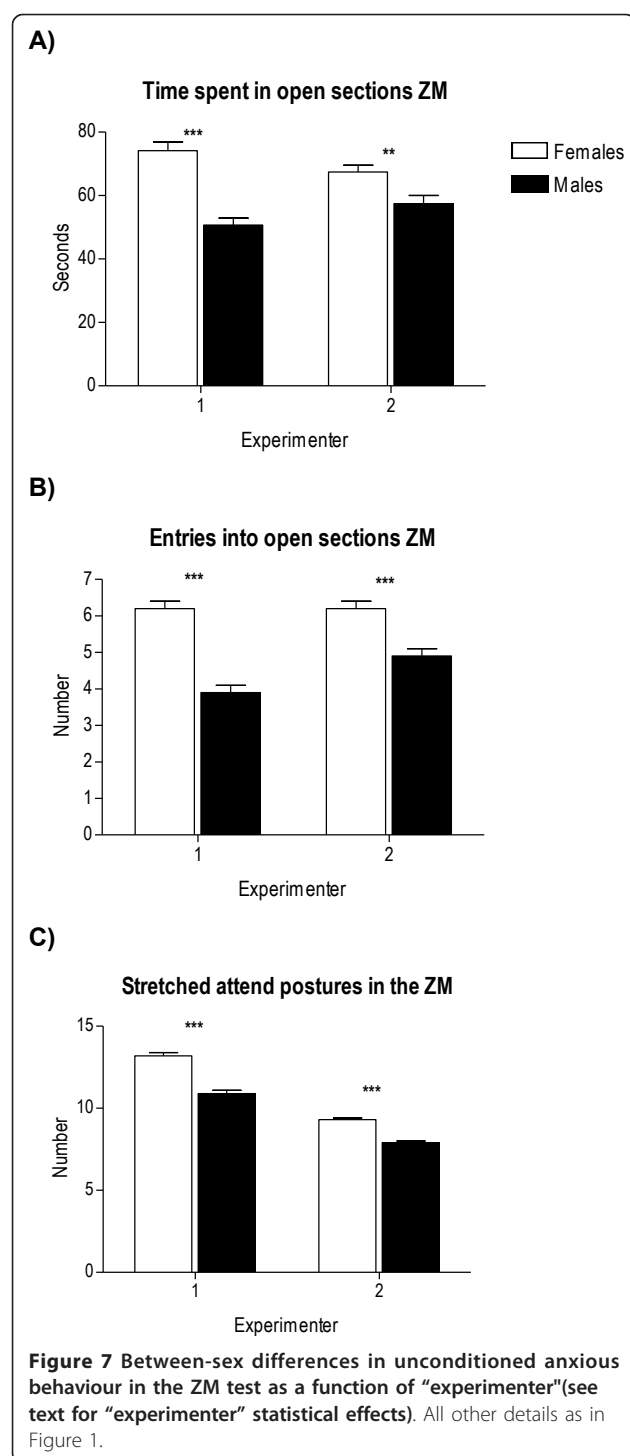 A)
Time spent in open sections ZM
80
60
40
20
0
Seconds
***
**
Females
Males
1
2
Experimenter
B)
Entries into open sections ZM
7
6
5
4
3
2
1
0
Number
***
***
1
2
Experimenter
C)
Stretched attend postures in the ZM
15
10
5
0
Number
***
***
1
2
Experimenter
Figure 7 Between-sex differences in unconditioned anxious
behaviour in the ZM test as a function of “experimenter"(see
text for “experimenter” statistical effects). All other details as in
Figure 1.